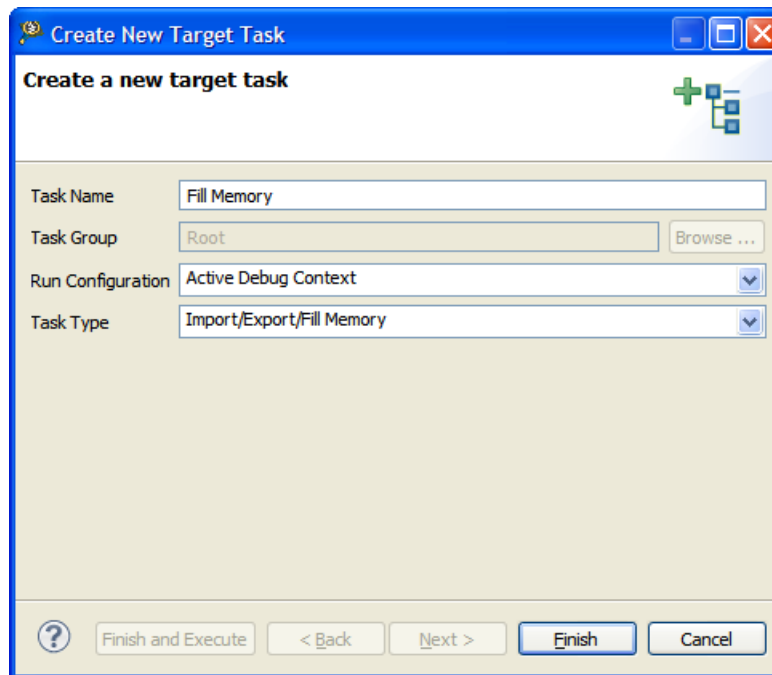 Create New Target Task
Create a new target task
Task Name Fill Memory
Task Group Root Browse ...
Run Configuration Active Debug Context
Task Type Import/Export/Fill Memory
? Finish and Execute < Back Next > Finish Cancel